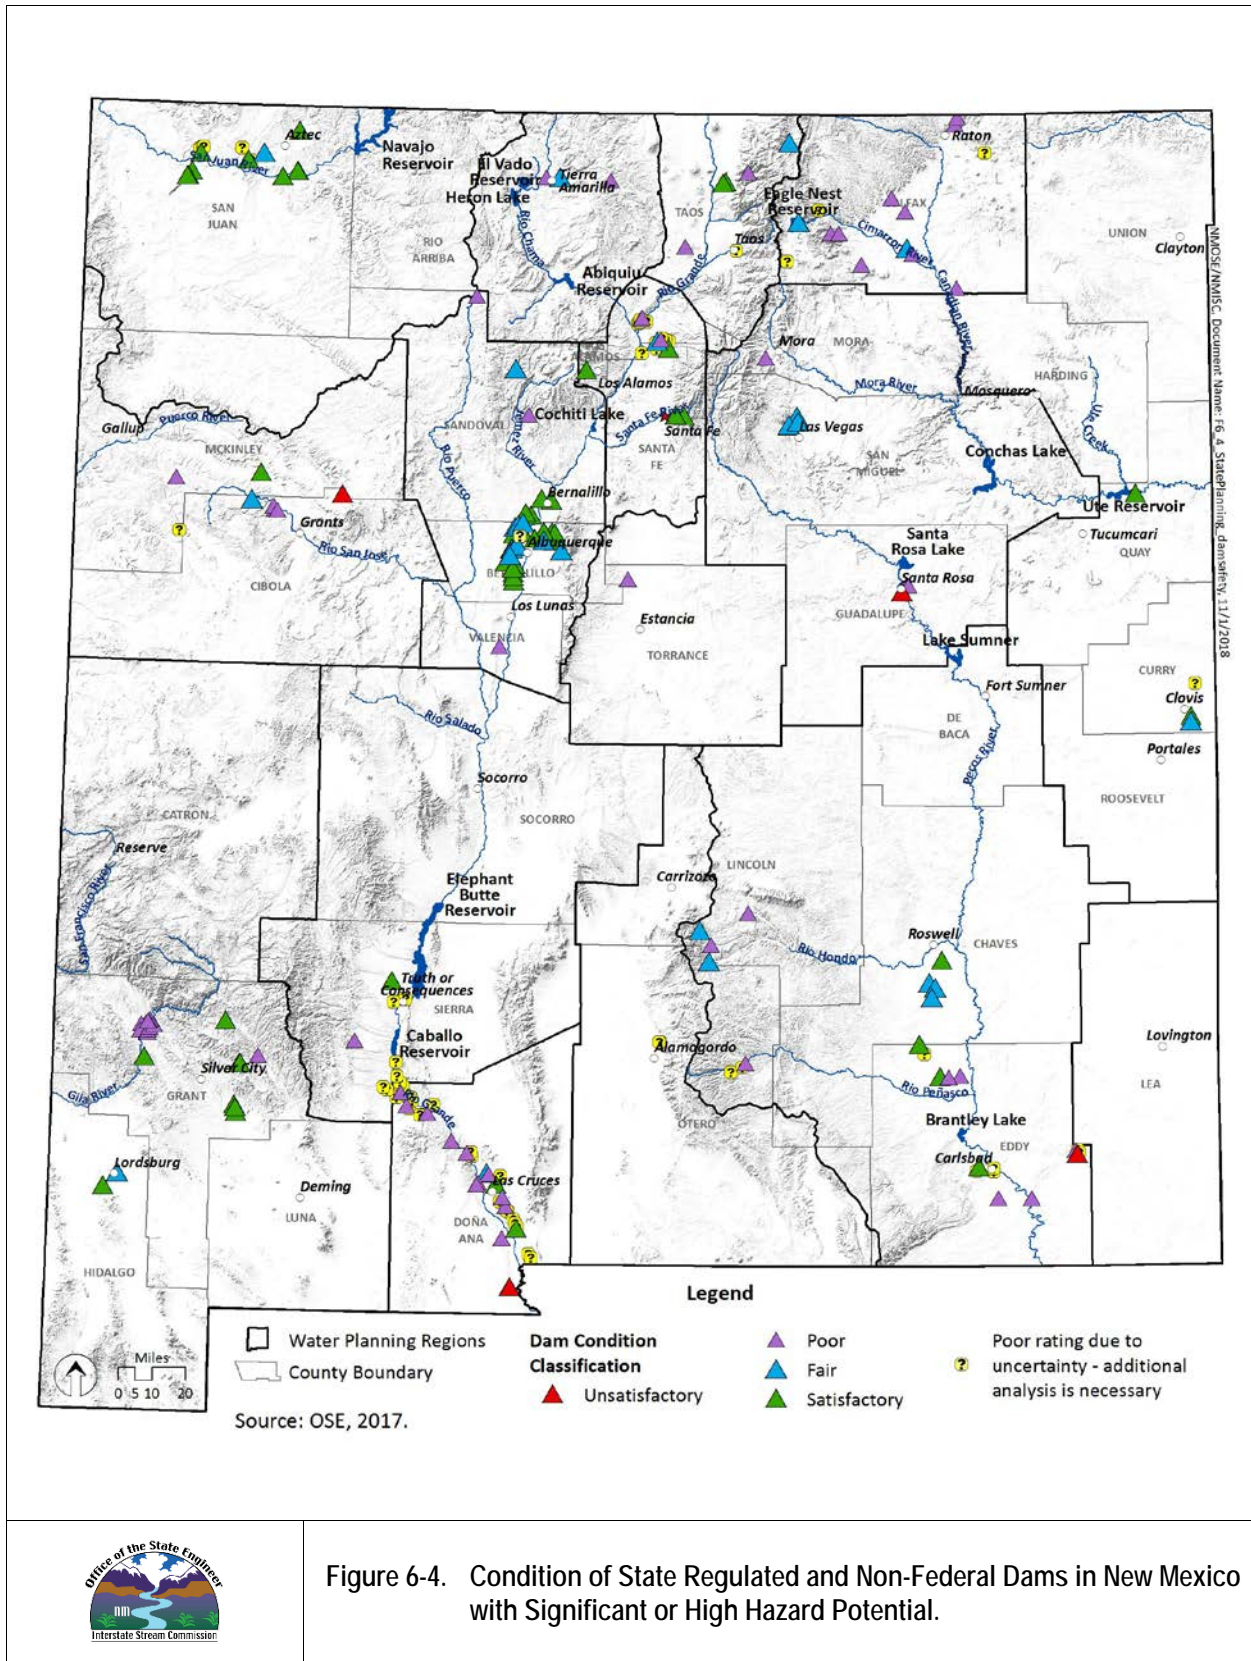 Aztec
Navajo
Reservoir
San Juan River
SAN
JUAN
El Vado
Reservoir
Tierra
Amarilla
Heron Lake
RIO
ARRIBA
Rio Chama
Abiquiu
Reservoir
TAOS
Taos
Rio Grande
Eagle Nest
Reservoir
Raton
Cimarron River
Canadian River
UNION
Clayton
Mora
MORA
Mora River
Mosquero
HARDING
Ute
Creek
Gallup
Puerco River
MCKINLEY
SANDOVAL
Los Alamos
Cochiti Lake
Jemez
River
Rio Puerco
Santa Fe River
Santa Fe
SANTA
FE
Las Vegas
SAN
MIGUEL
Conchas Lake
Ute Reservoir
Tucumcari
QUAY
Bernalillo
Albuquerque
Grants
Rio San Jose
CIBOLA
Los Lunas
VALENCIA
Estancia
TORRANCE
Santa
Rosa Lake
Santa Rosa
GUADALUPE
Lake Sumner
Fort Sumner
DE
BACA
Pecos River
CURRY
Clovis
Portales
ROOSEVELT
Rio Salado
Socorro
SOCORRO
CATRON
Reserve
San Francisco River
Elephant
Butte
Reservoir
Carrizozo
LINCOLN
Rio Hondo
Roswell
CHAVES
Truth or
Consequences
SIERRA
Caballo
Reservoir
Alamogordo
Lovington
LEA
Silver City
GRANT
Gila River
Rio Grande
Rio Peñasco
OTERO
Brantley Lake
EDDY
Carlsbad
Lordsburg
Deming
LUNA
Las Cruces
DOÑA
ANA
HIDALGO
NMOSE/NMISC, Document Name: F6_4_StatePlanning_damsafety, 11/1/2018
Legend
Water Planning Regions
County Boundary
Dam Condition
Classification
Unsatisfactory
Poor
Fair
Satisfactory
Poor rating due to
uncertainty - additional
analysis is necessary
Miles
0 5 10 20
Source: OSE, 2017.
Office of the State Engineer
nm
Interstate Stream Commission
Figure 6-4. Condition of State Regulated and Non-Federal Dams in New Mexico
with Significant or High Hazard Potential.